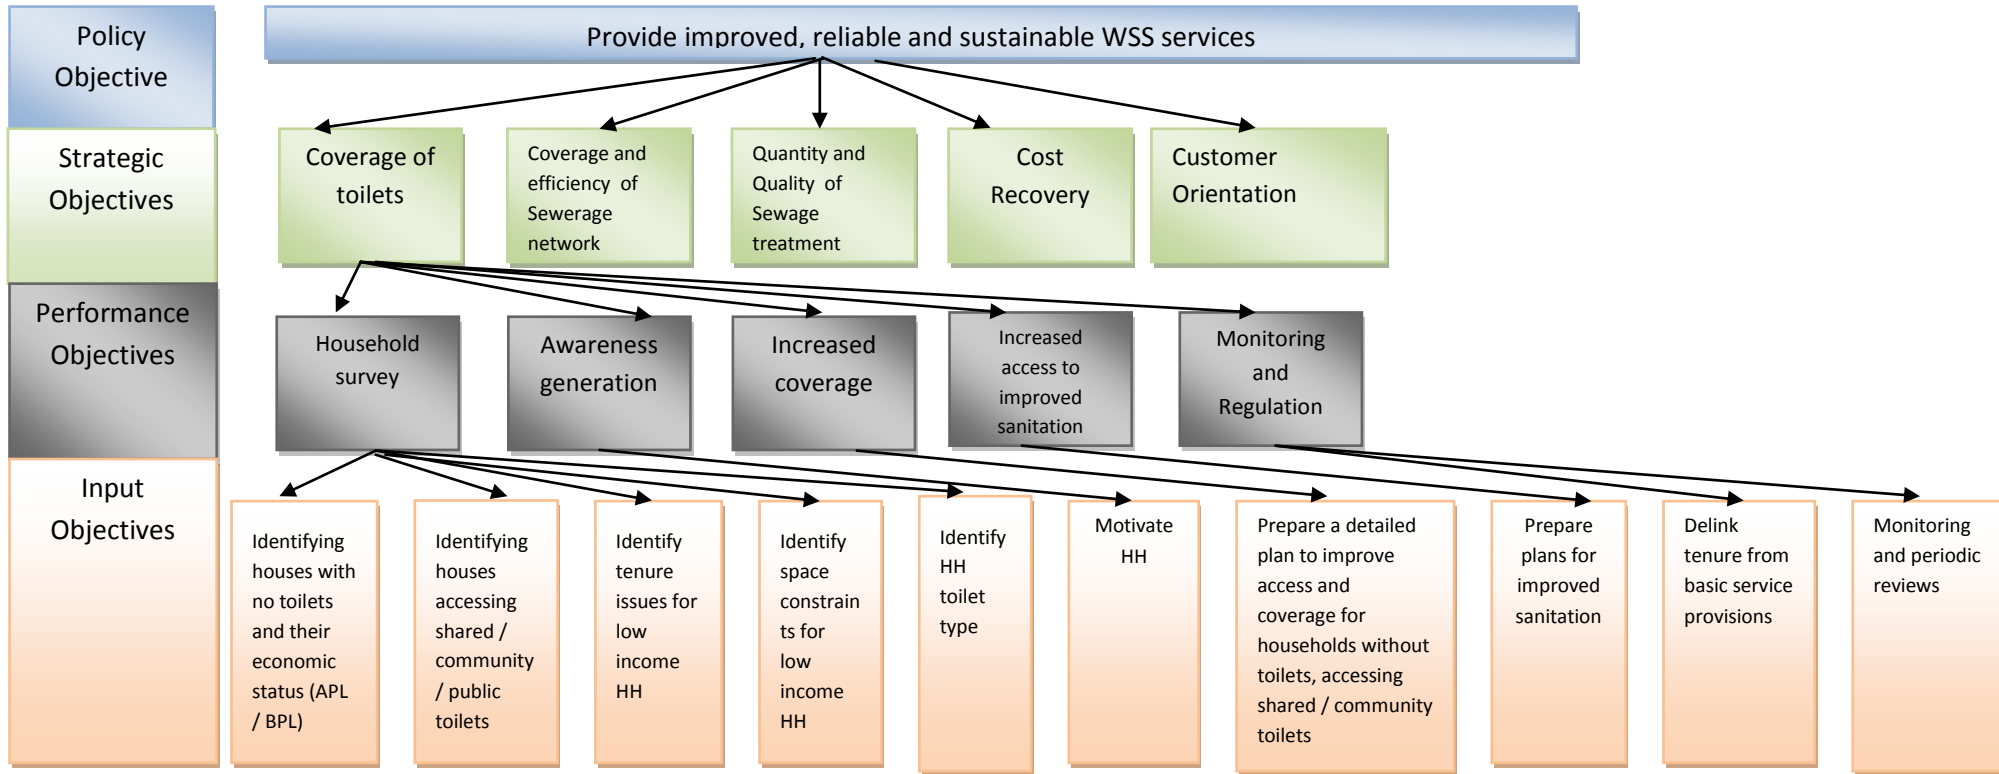 Policy
Objective
Provide improved, reliable and sustainable WSS services
Strategic
Objectives
Coverage of
toilets
Coverage and
efficiency of
Sewerage
network
Quantity and
Quality of
Sewage
treatment
Cost
Recovery
Customer
Orientation
Performance
Objectives
Household
survey
Awareness
generation
Increased
coverage
Increased
access to
improved
sanitation
Monitoring
and
Regulation
Input
Objectives
Identifying
houses with
no toilets
and their
economic
status (APL
/ BPL)
Identifying
houses
accessing
shared /
community
/ public
toilets
Identify
tenure
issues for
low
income
HH
Identify
space
constrain
ts for
low
income
HH
Identify
HH
toilet
type
Motivate
HH
Prepare a detailed
plan to improve
access and
coverage for
households without
toilets, accessing
shared / community
toilets
Prepare
plans for
improved
sanitation
Delink
tenure from
basic service
provisions
Monitoring
and periodic
reviews